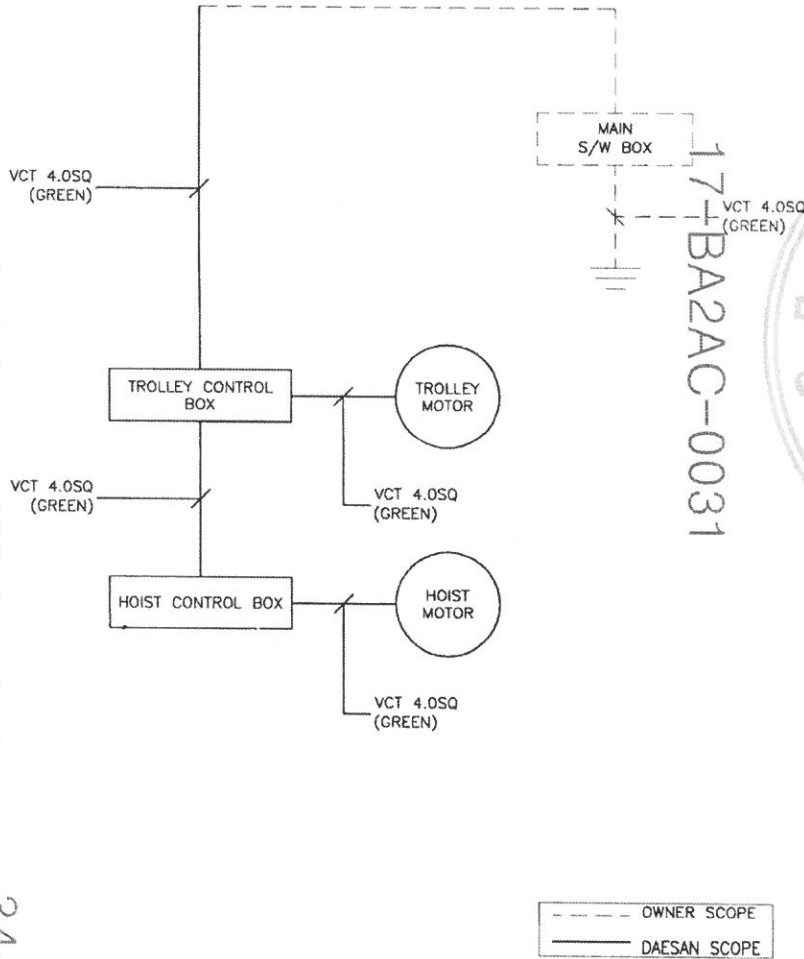 MAIN
S/W BOX
VCT 4.0SQ
(GREEN)
VCT 4.0SQ
(GREEN)
17-BA2AC-0031
TROLLEY CONTROL
BOX
TROLLEY
MOTOR
VCT 4.0SQ
(GREEN)
VCT 4.0SQ
(GREEN)
HOIST CONTROL BOX
HOIST
MOTOR
VCT 4.0SQ
(GREEN)
OWNER SCOPE
DAESAN SCOPE